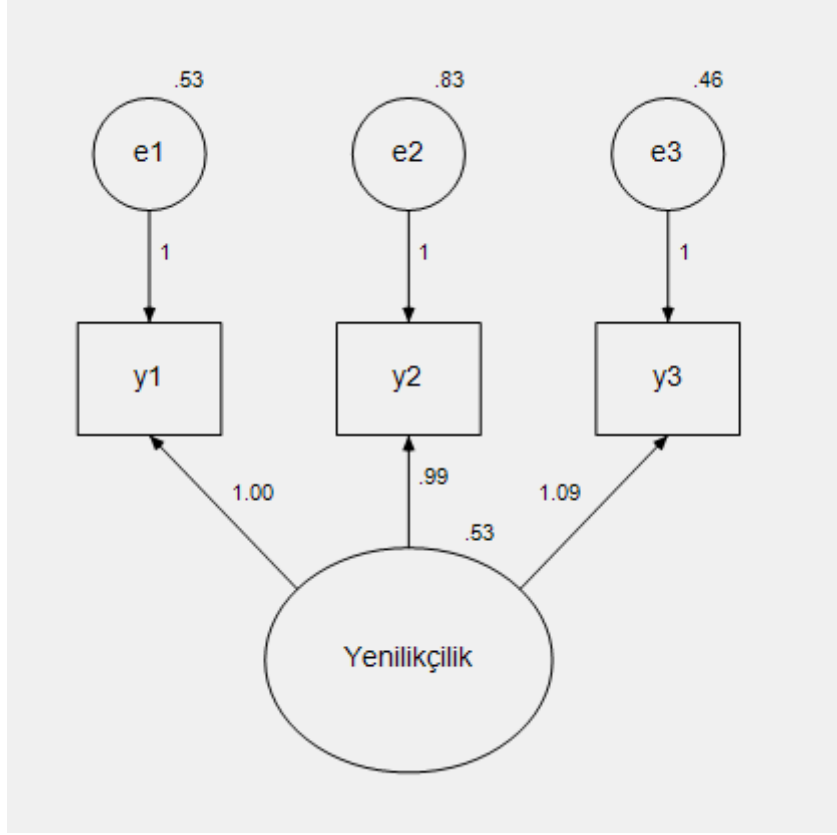 .53 .83 .46
e1 e2 e3
1 1 1
y1 y2 y3
1.00 .99 1.09
.53
Yenilikçilik